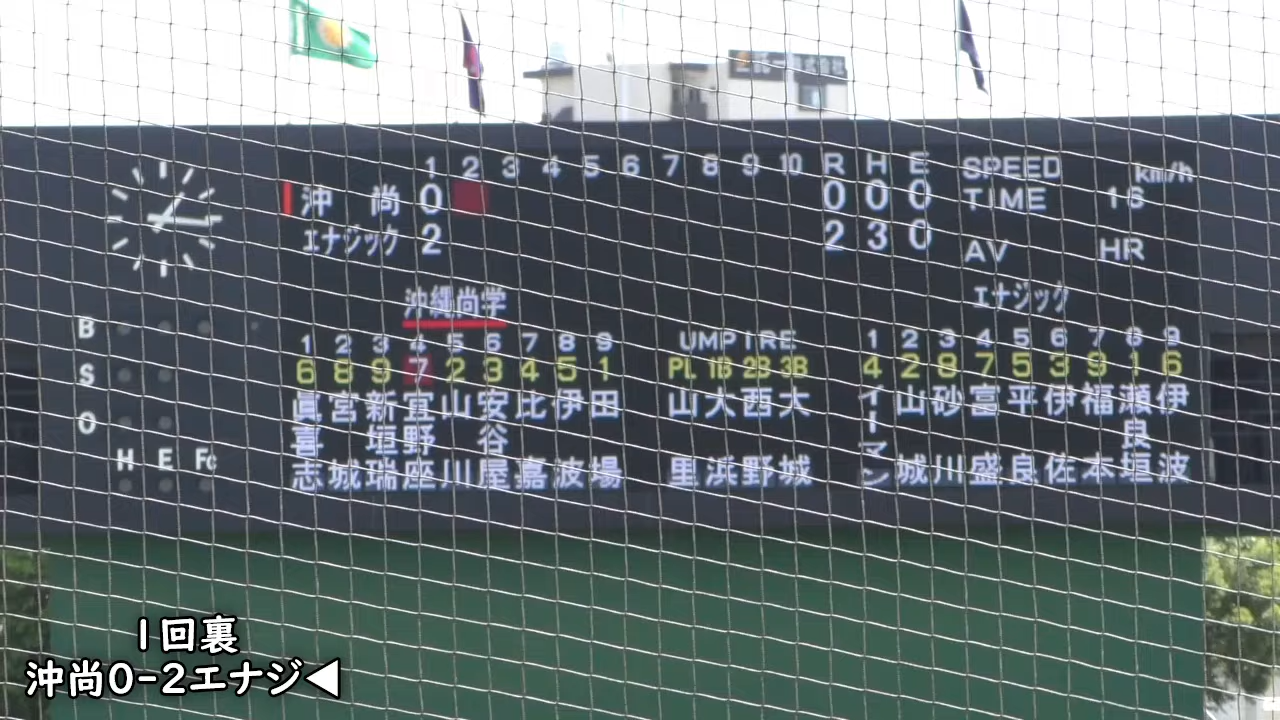 株式会社
1 2 3 4 5 6 7 8 9 10 R H E SPEED km/h
沖 尚 0 0 0 0 TIME 16
エナジック 2 2 3 0
AV HR
沖縄尚学 エナジック
B 1 2 3 4 5 6 7 8 9 UMPIRE 1 2 3 4 5 6 7 8 9
S 6 8 9 7 2 3 4 5 1 PL 1B 2B 3B 4 2 8 7 5 3 9 1 6
O 眞喜志 宮城 新垣瑞 宜野座 山川 安谷屋 比嘉 伊波 田場 山里 大浜 西野 大城 イーマン 山城 砂川 富盛 平良 伊佐 福本 瀬良垣 伊波
H E Fc
1回裏
沖尚0-2エナジ◀